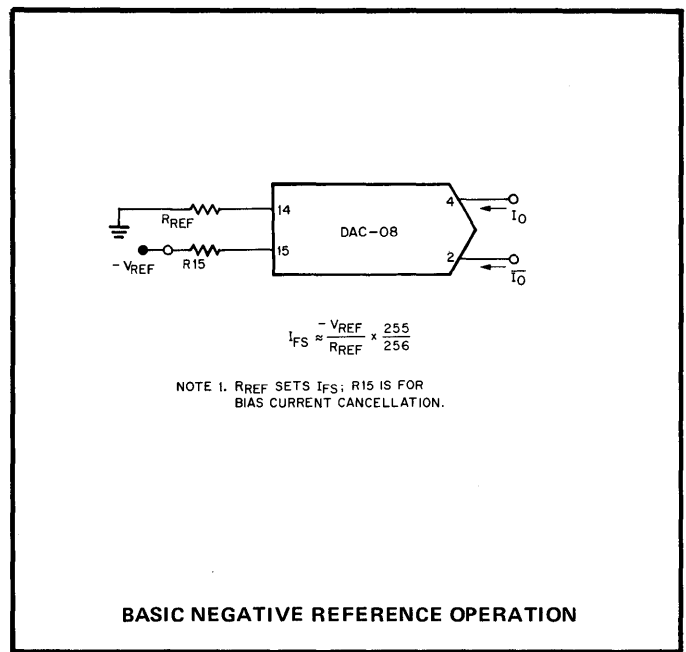 14
RREF
4
IO
DAC-08
15
- VREF
R15
2
IO
IFS ≈ - VREF / RREF x 255 / 256
NOTE 1. RREF SETS IFS; R15 IS FOR
BIAS CURRENT CANCELLATION.
BASIC NEGATIVE REFERENCE OPERATION